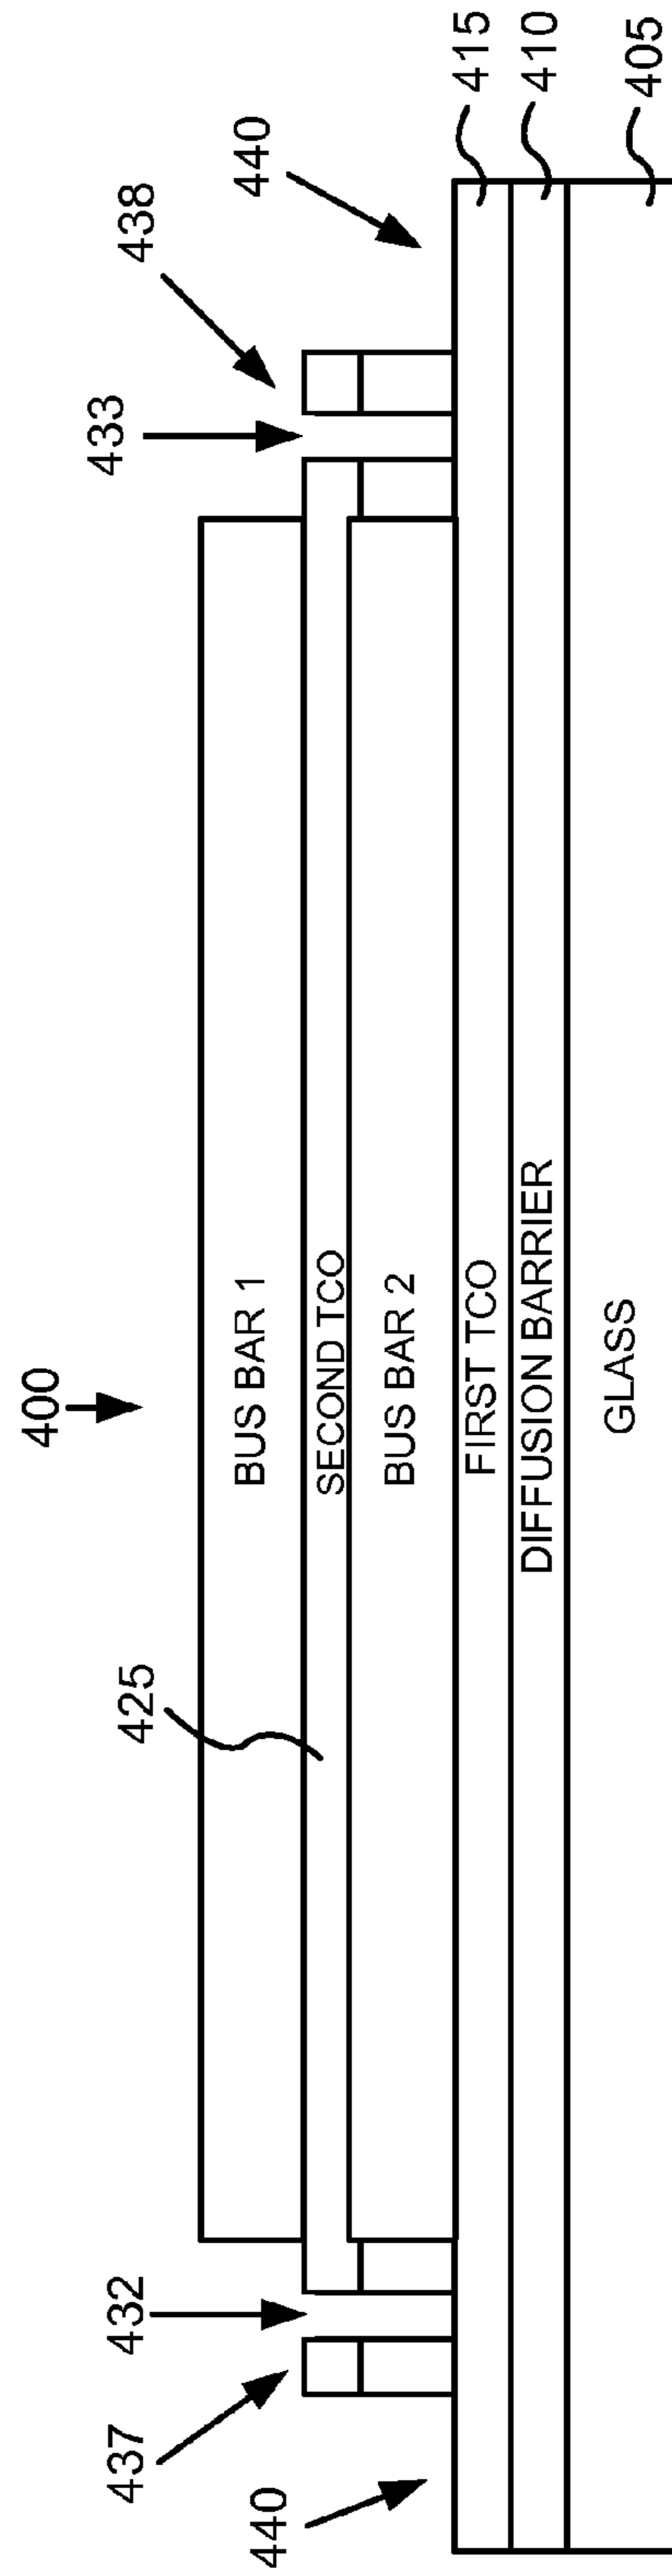 400
425
433
438
440
BUS BAR 1
SECOND TCO
BUS BAR 2
FIRST TCO
DIFFUSION BARRIER
GLASS
437
432
440
415
410
405